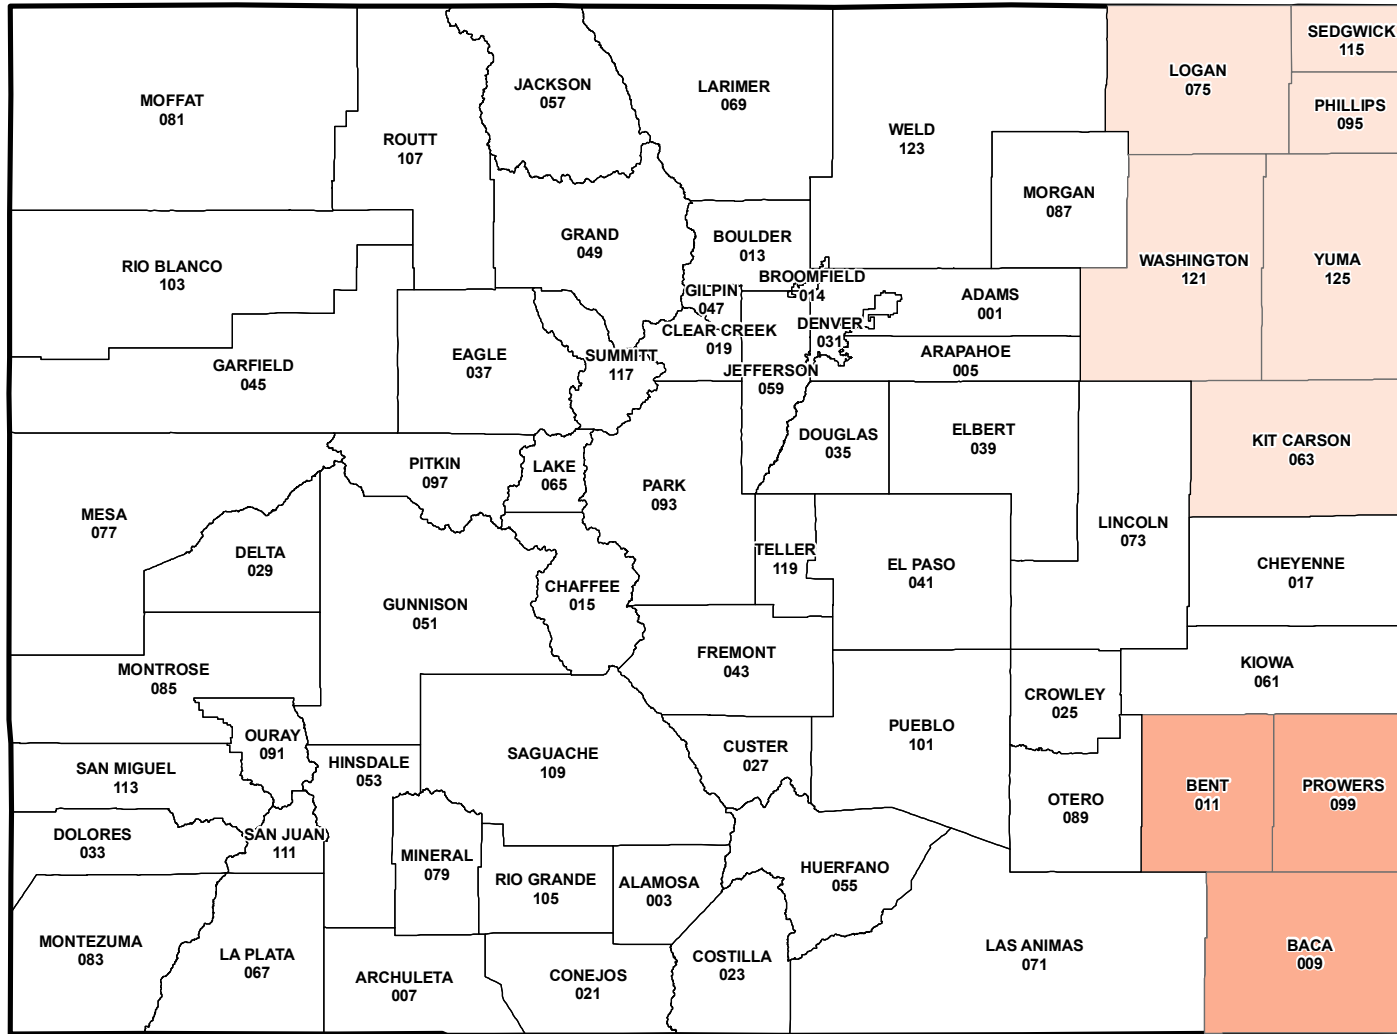 SEDGWICK
115
LOGAN
075
JACKSON
057
LARIMER
069
MOFFAT
081
PHILLIPS
095
WELD
123
ROUTT
107
MORGAN
087
GRAND
049
BOULDER
013
RIO BLANCO
103
WASHINGTON
121
YUMA
125
BROOMFIELD
014
GILPIN
047
ADAMS
001
CLEAR CREEK
019
DENVER
031
ARAPAHOE
005
EAGLE
037
SUMMITT
117
GARFIELD
045
JEFFERSON
059
DOUGLAS
035
ELBERT
039
KIT CARSON
063
PITKIN
097
LAKE
065
PARK
093
MESA
077
LINCOLN
073
DELTA
029
TELLER
119
EL PASO
041
CHEYENNE
017
GUNNISON
051
CHAFFEE
015
FREMONT
043
MONTROSE
085
KIOWA
061
CROWLEY
025
OURAY
091
PUEBLO
101
SAN MIGUEL
113
HINSDALE
053
SAGUACHE
109
CUSTER
027
BENT
011
PROWERS
099
OTERO
089
DOLORES
033
SAN JUAN
111
MINERAL
079
RIO GRANDE
105
ALAMOSA
003
HUERFANO
055
MONTEZUMA
083
LA PLATA
067
ARCHULETA
007
CONEJOS
021
COSTILLA
023
LAS ANIMAS
071
BACA
009